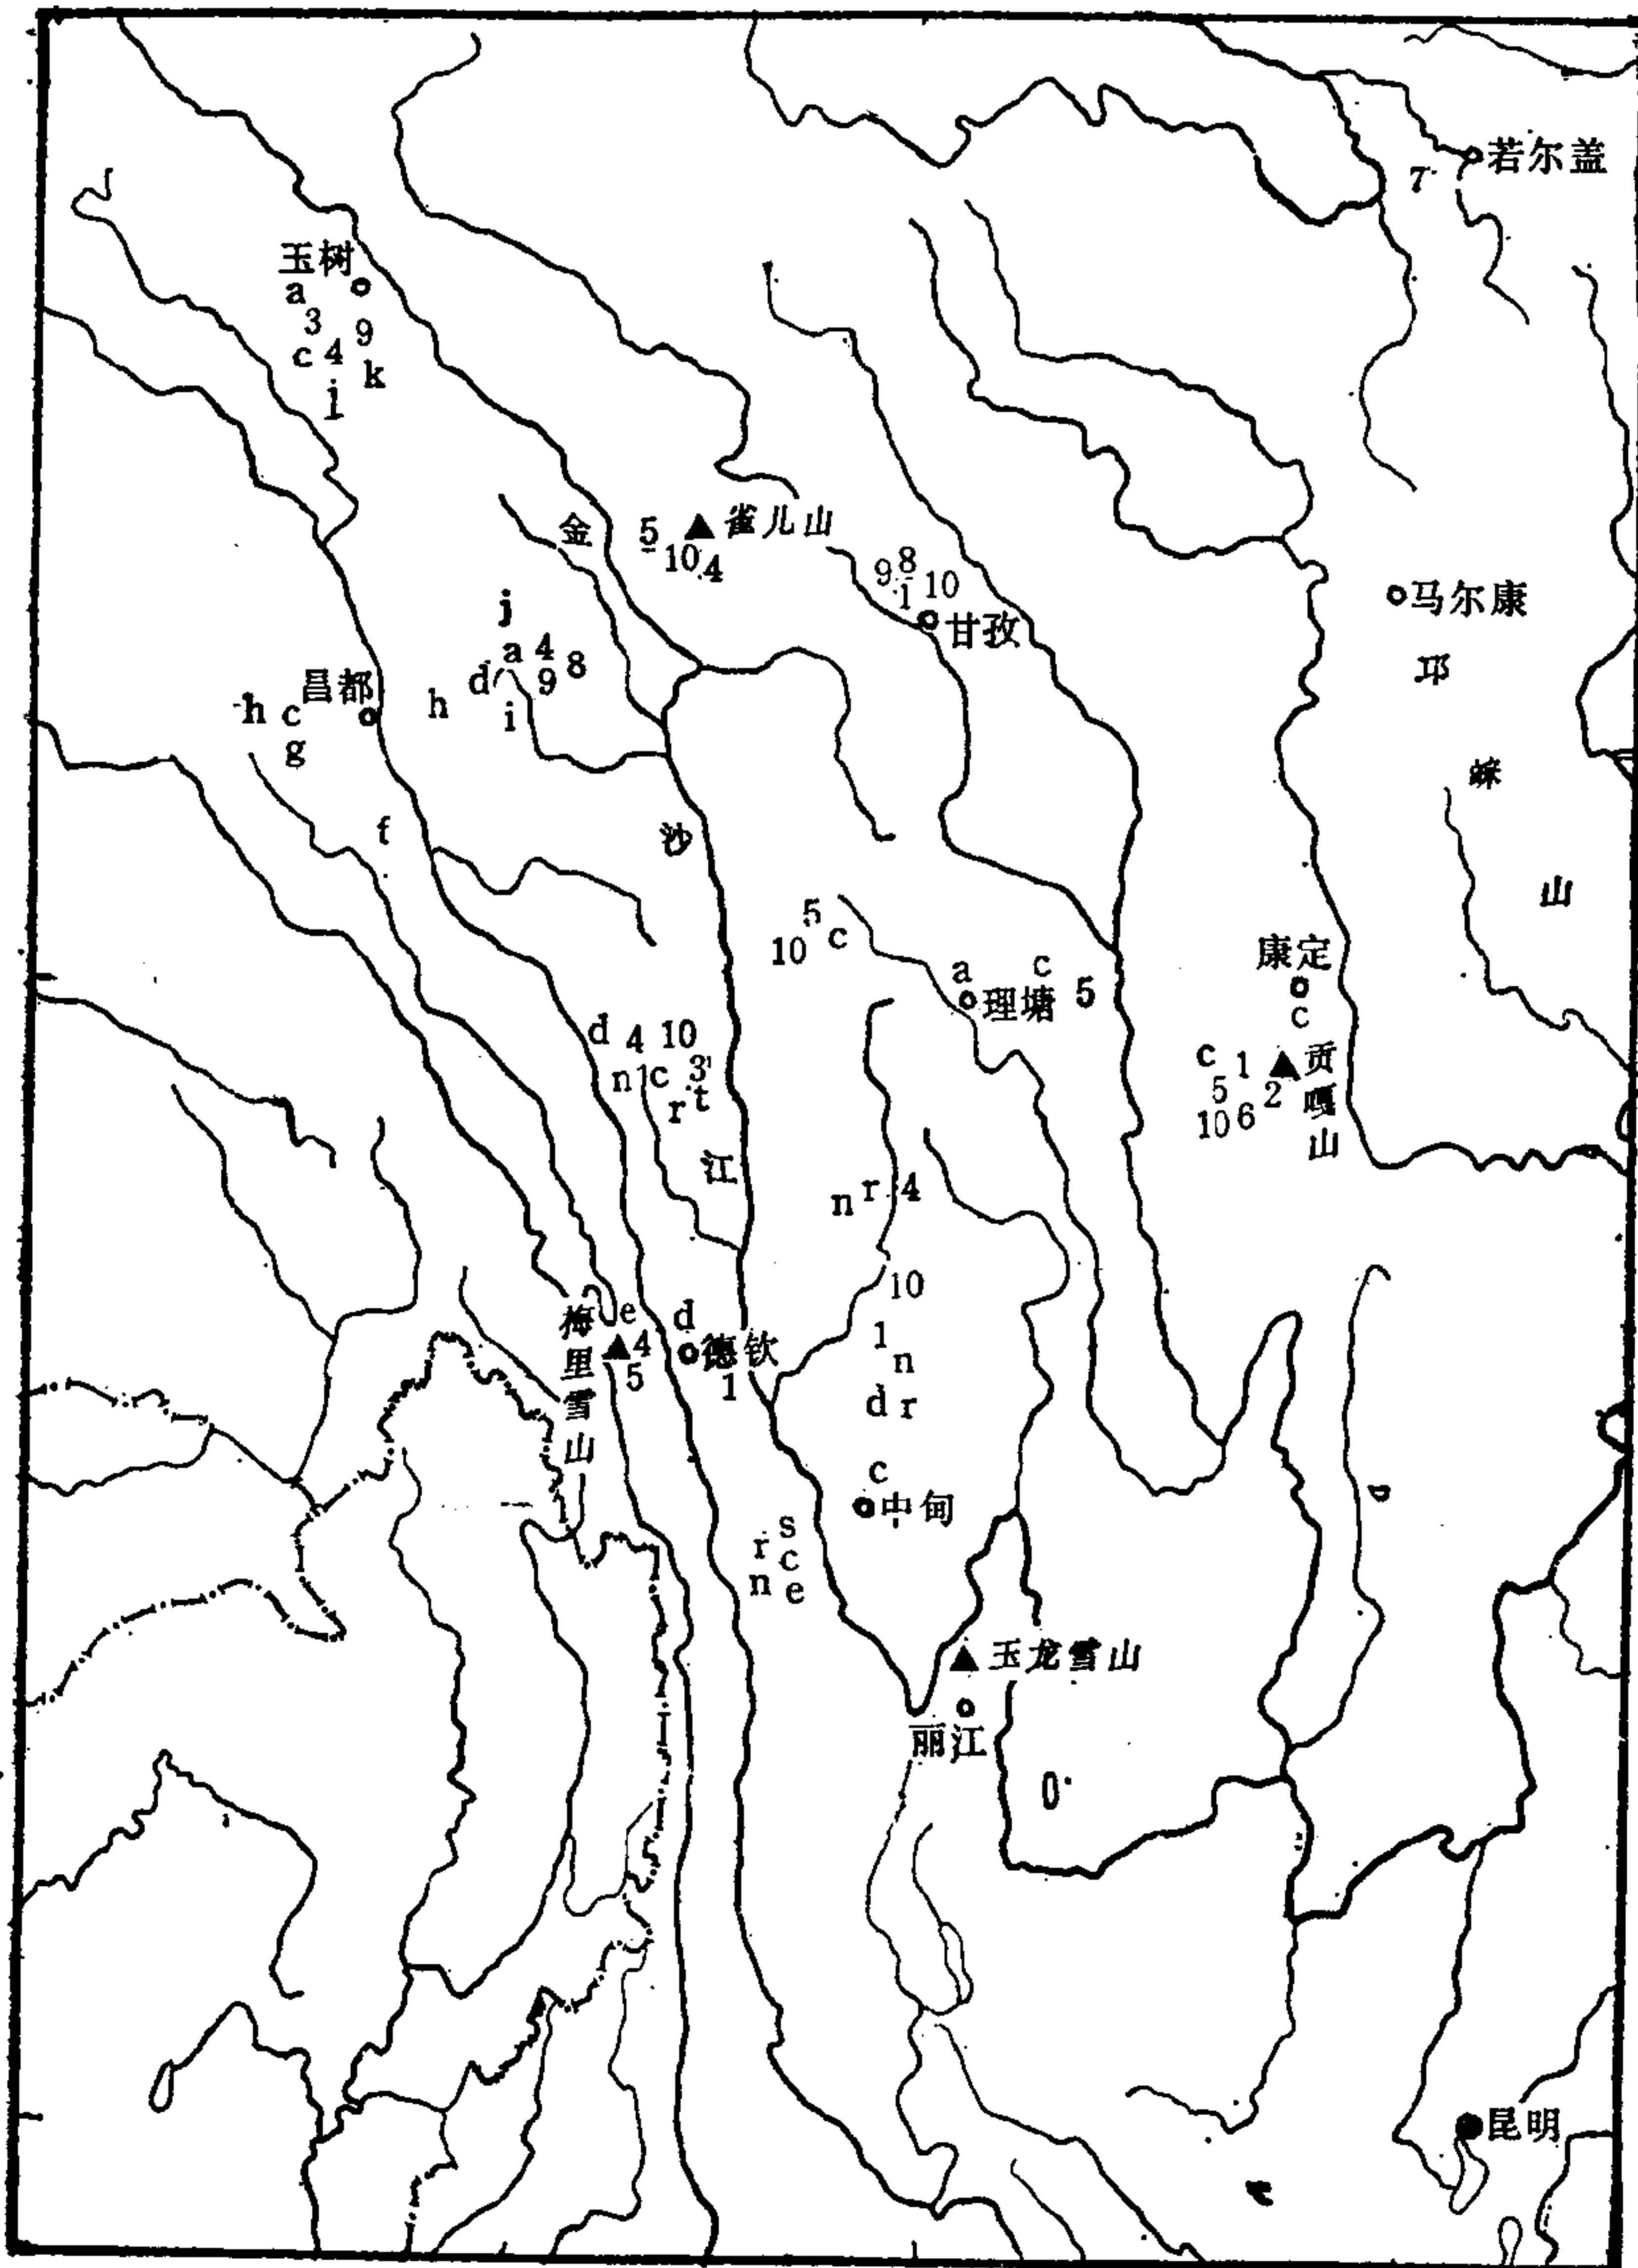 若尔盖
7
玉树
a
3 9
c 4 k
j
金
5 雀儿山
10 4
9 8
i 10
甘孜
马尔康
邛
崃
山
j
a 4 8
d 9
i
h
昌都
h c
g
f
沙
5
10 c
a c
理塘 5
康定
c
c 1 贡嘎山
5 2
10 6
d 4 10
n c 3
r t
江
n r 4
10
1
n
d r
梅里雪山
e d
4 德钦
5 1
c
中甸
s
r c
n e
玉龙雪山
丽江
昆明